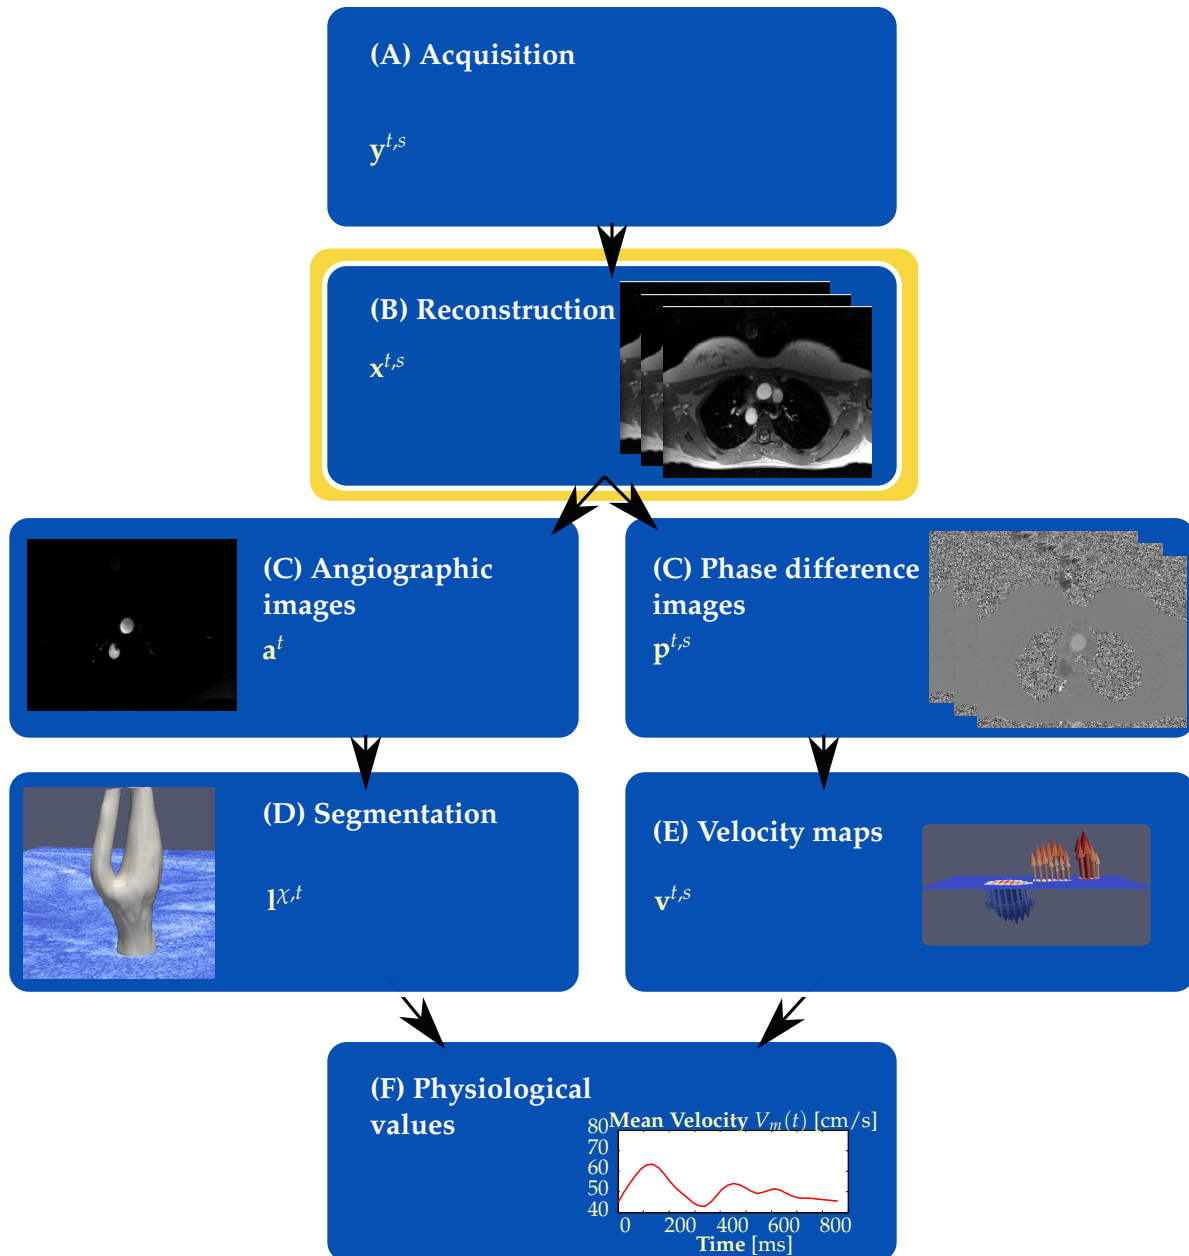 (A) Acquisition
y^{t,s}
(B) Reconstruction
x^{t,s}
(C) Angiographic
images
a^t
(C) Phase difference
images
p^{t,s}
(D) Segmentation
l^{χ,t}
(E) Velocity maps
v^{t,s}
(F) Physiological
values
Mean Velocity V_m(t) [cm/s]
80
70
60
50
40
0 200 400 600 800
Time [ms]